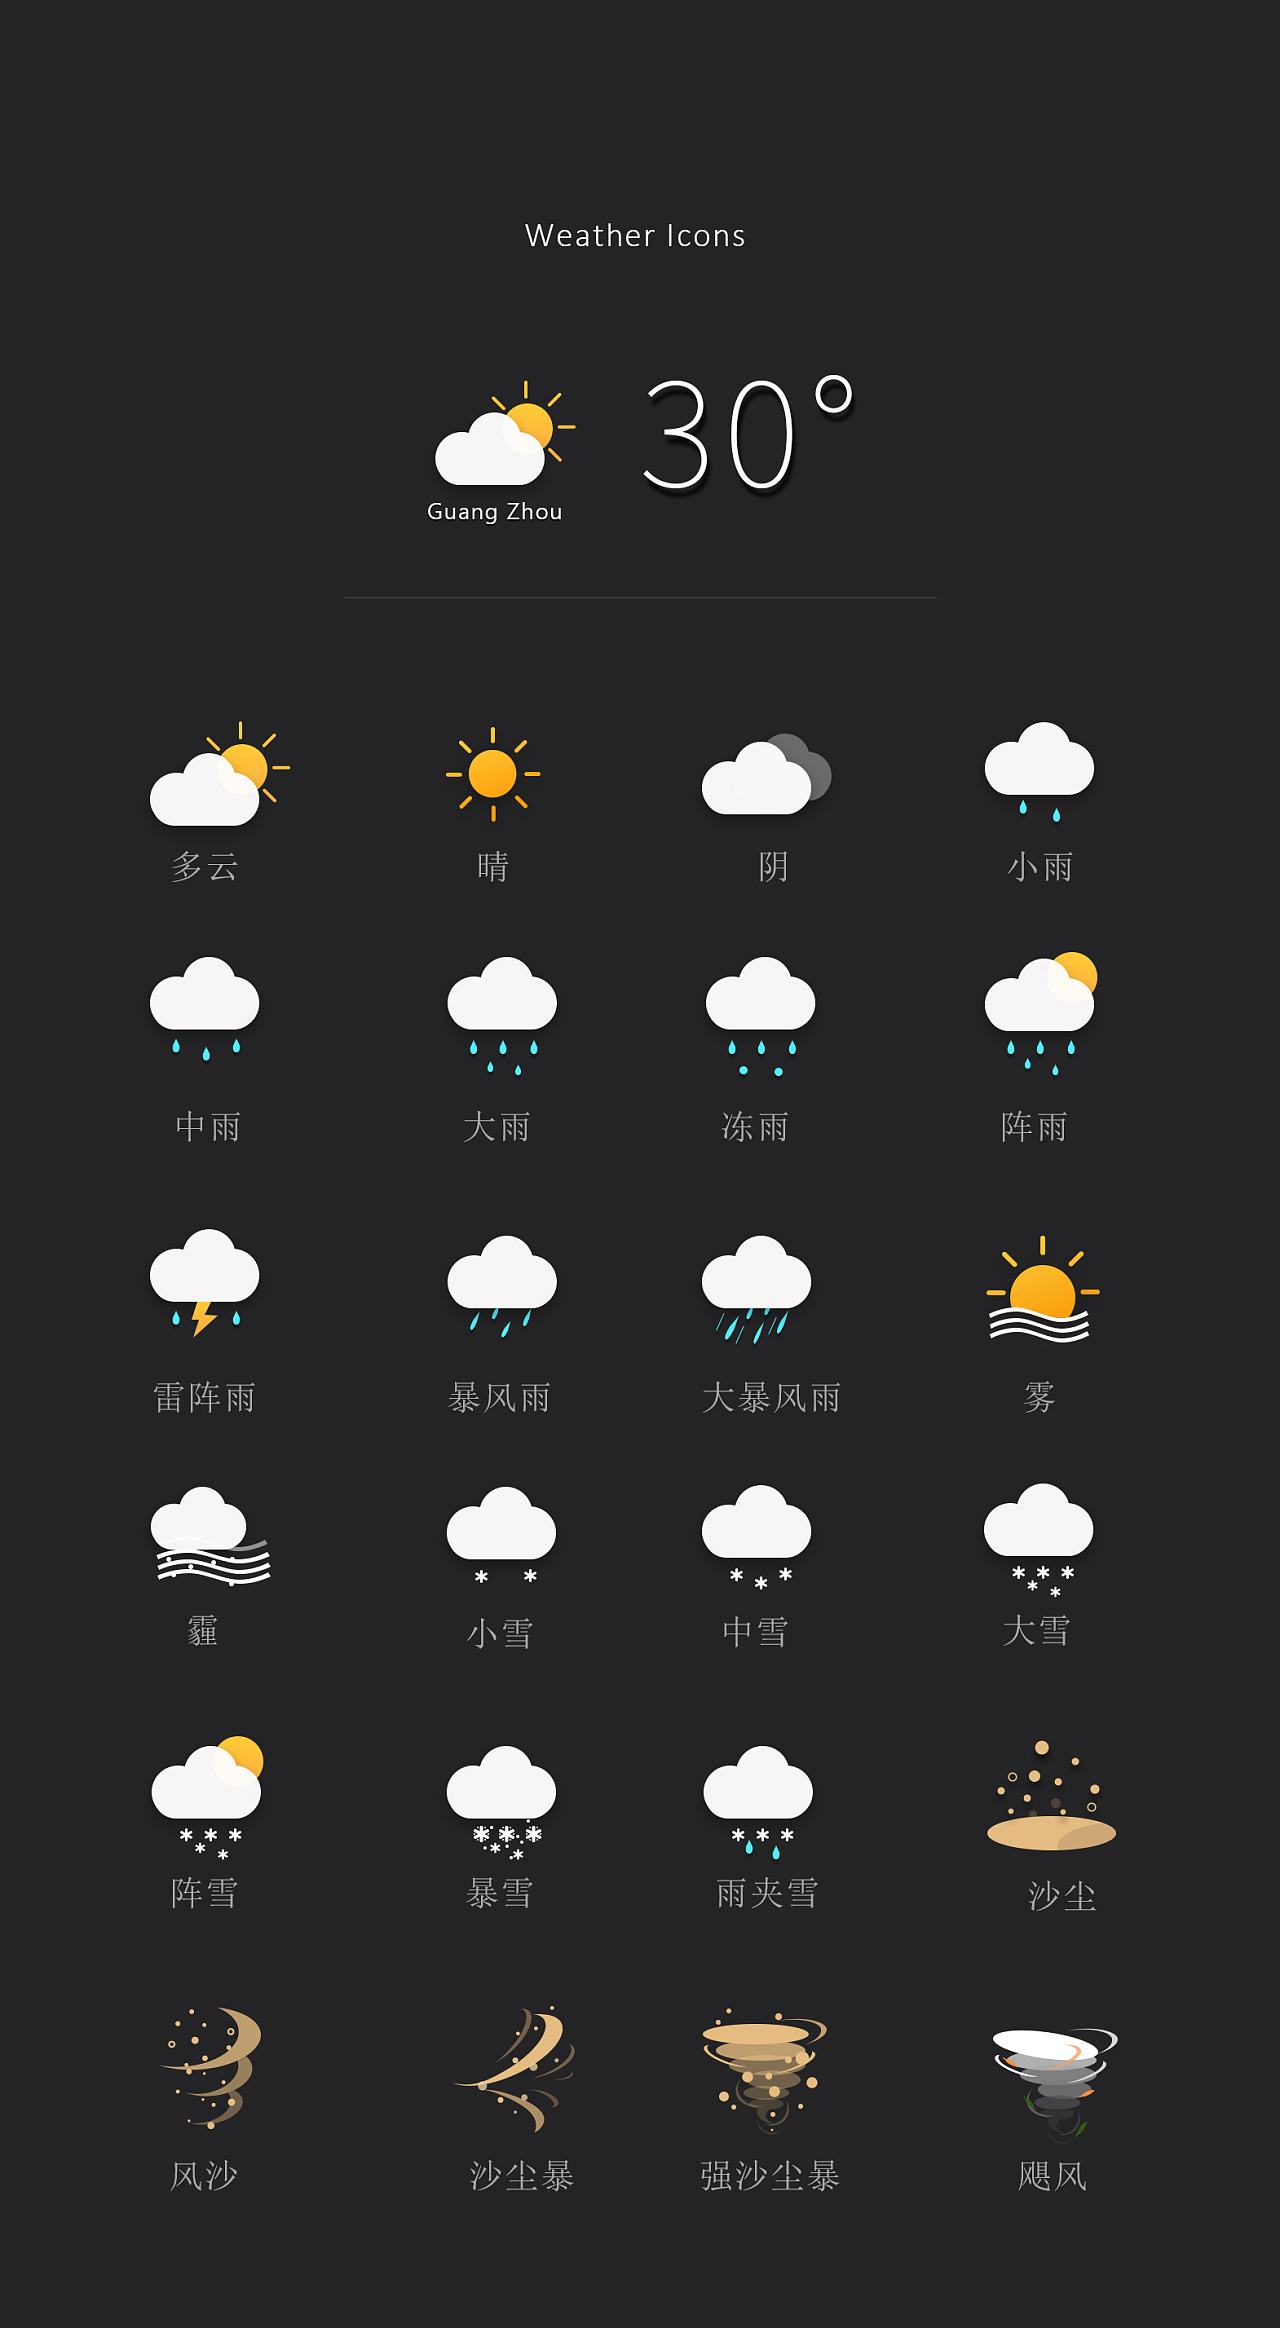 Weather Icons
30°
Guang Zhou
多云 晴 阴 小雨
中雨 大雨 冻雨 阵雨
雷阵雨 暴风雨 大暴风雨 雾
霾 小雪 中雪 大雪
阵雪 暴雪 雨夹雪 沙尘
风沙 沙尘暴 强沙尘暴 飓风